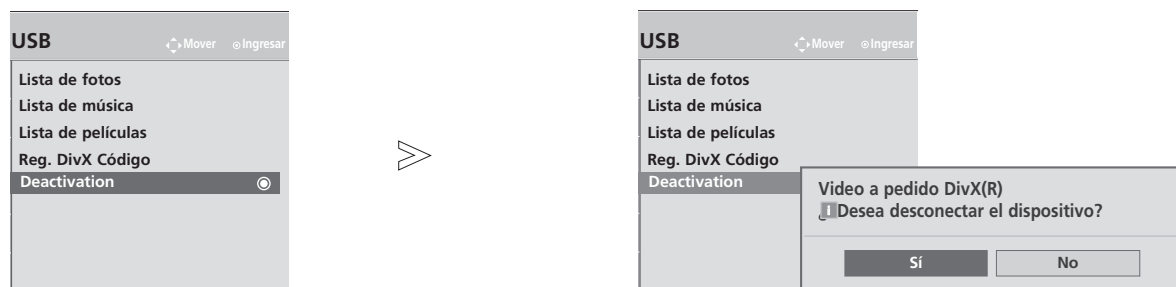 USB Mover Ingresar
Lista de fotos
Lista de música
Lista de películas
Reg. DivX Código
Deactivation
USB Mover Ingresar
Lista de fotos
Lista de música
Lista de películas
Reg. DivX Código
Deactivation
Video a pedido DivX(R)
¿Desea desconectar el dispositivo?
Sí No